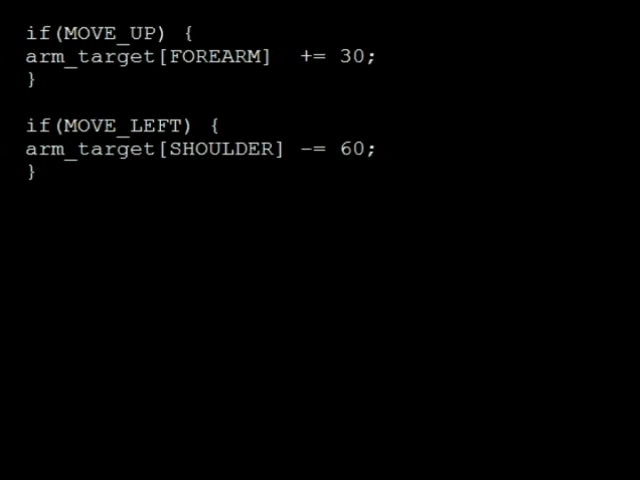 if(MOVE_UP) {
arm_target[FOREARM]  += 30;
}
if(MOVE_LEFT) {
arm_target[SHOULDER] -= 60;
}